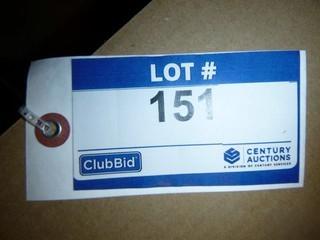 LOT #
151
ClubBid
CENTURY
AUCTIONS
A DIVISION OF CENTURY SERVICES